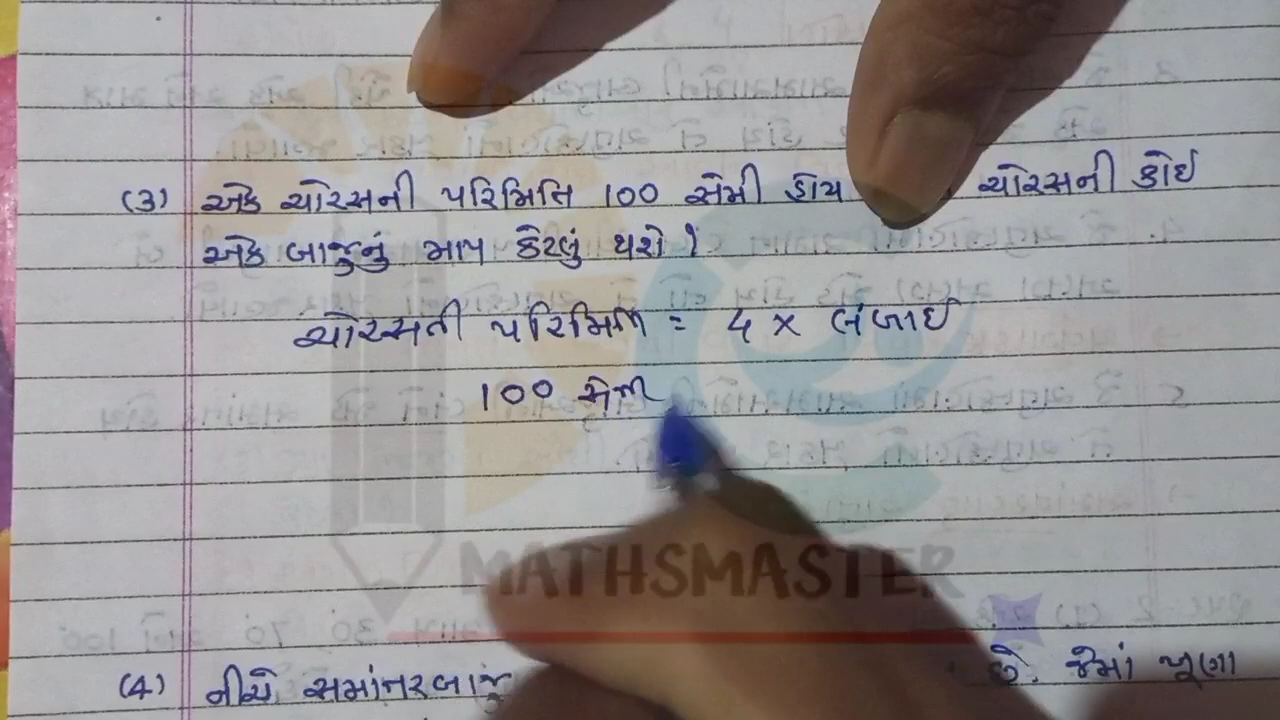 (3) એક ચોરસની પરિમિતિ 100 સેમી હોય ચોરસની કોઈ
એક બાજુનું માપ કેટલું થશે ?
ચોરસની પરિમિતિ = 4 × લંબાઈ
100 સેમી
MATHSMASTER
(4) નીચે સમાંતરબાજુ છે. જેમાં ખૂણા